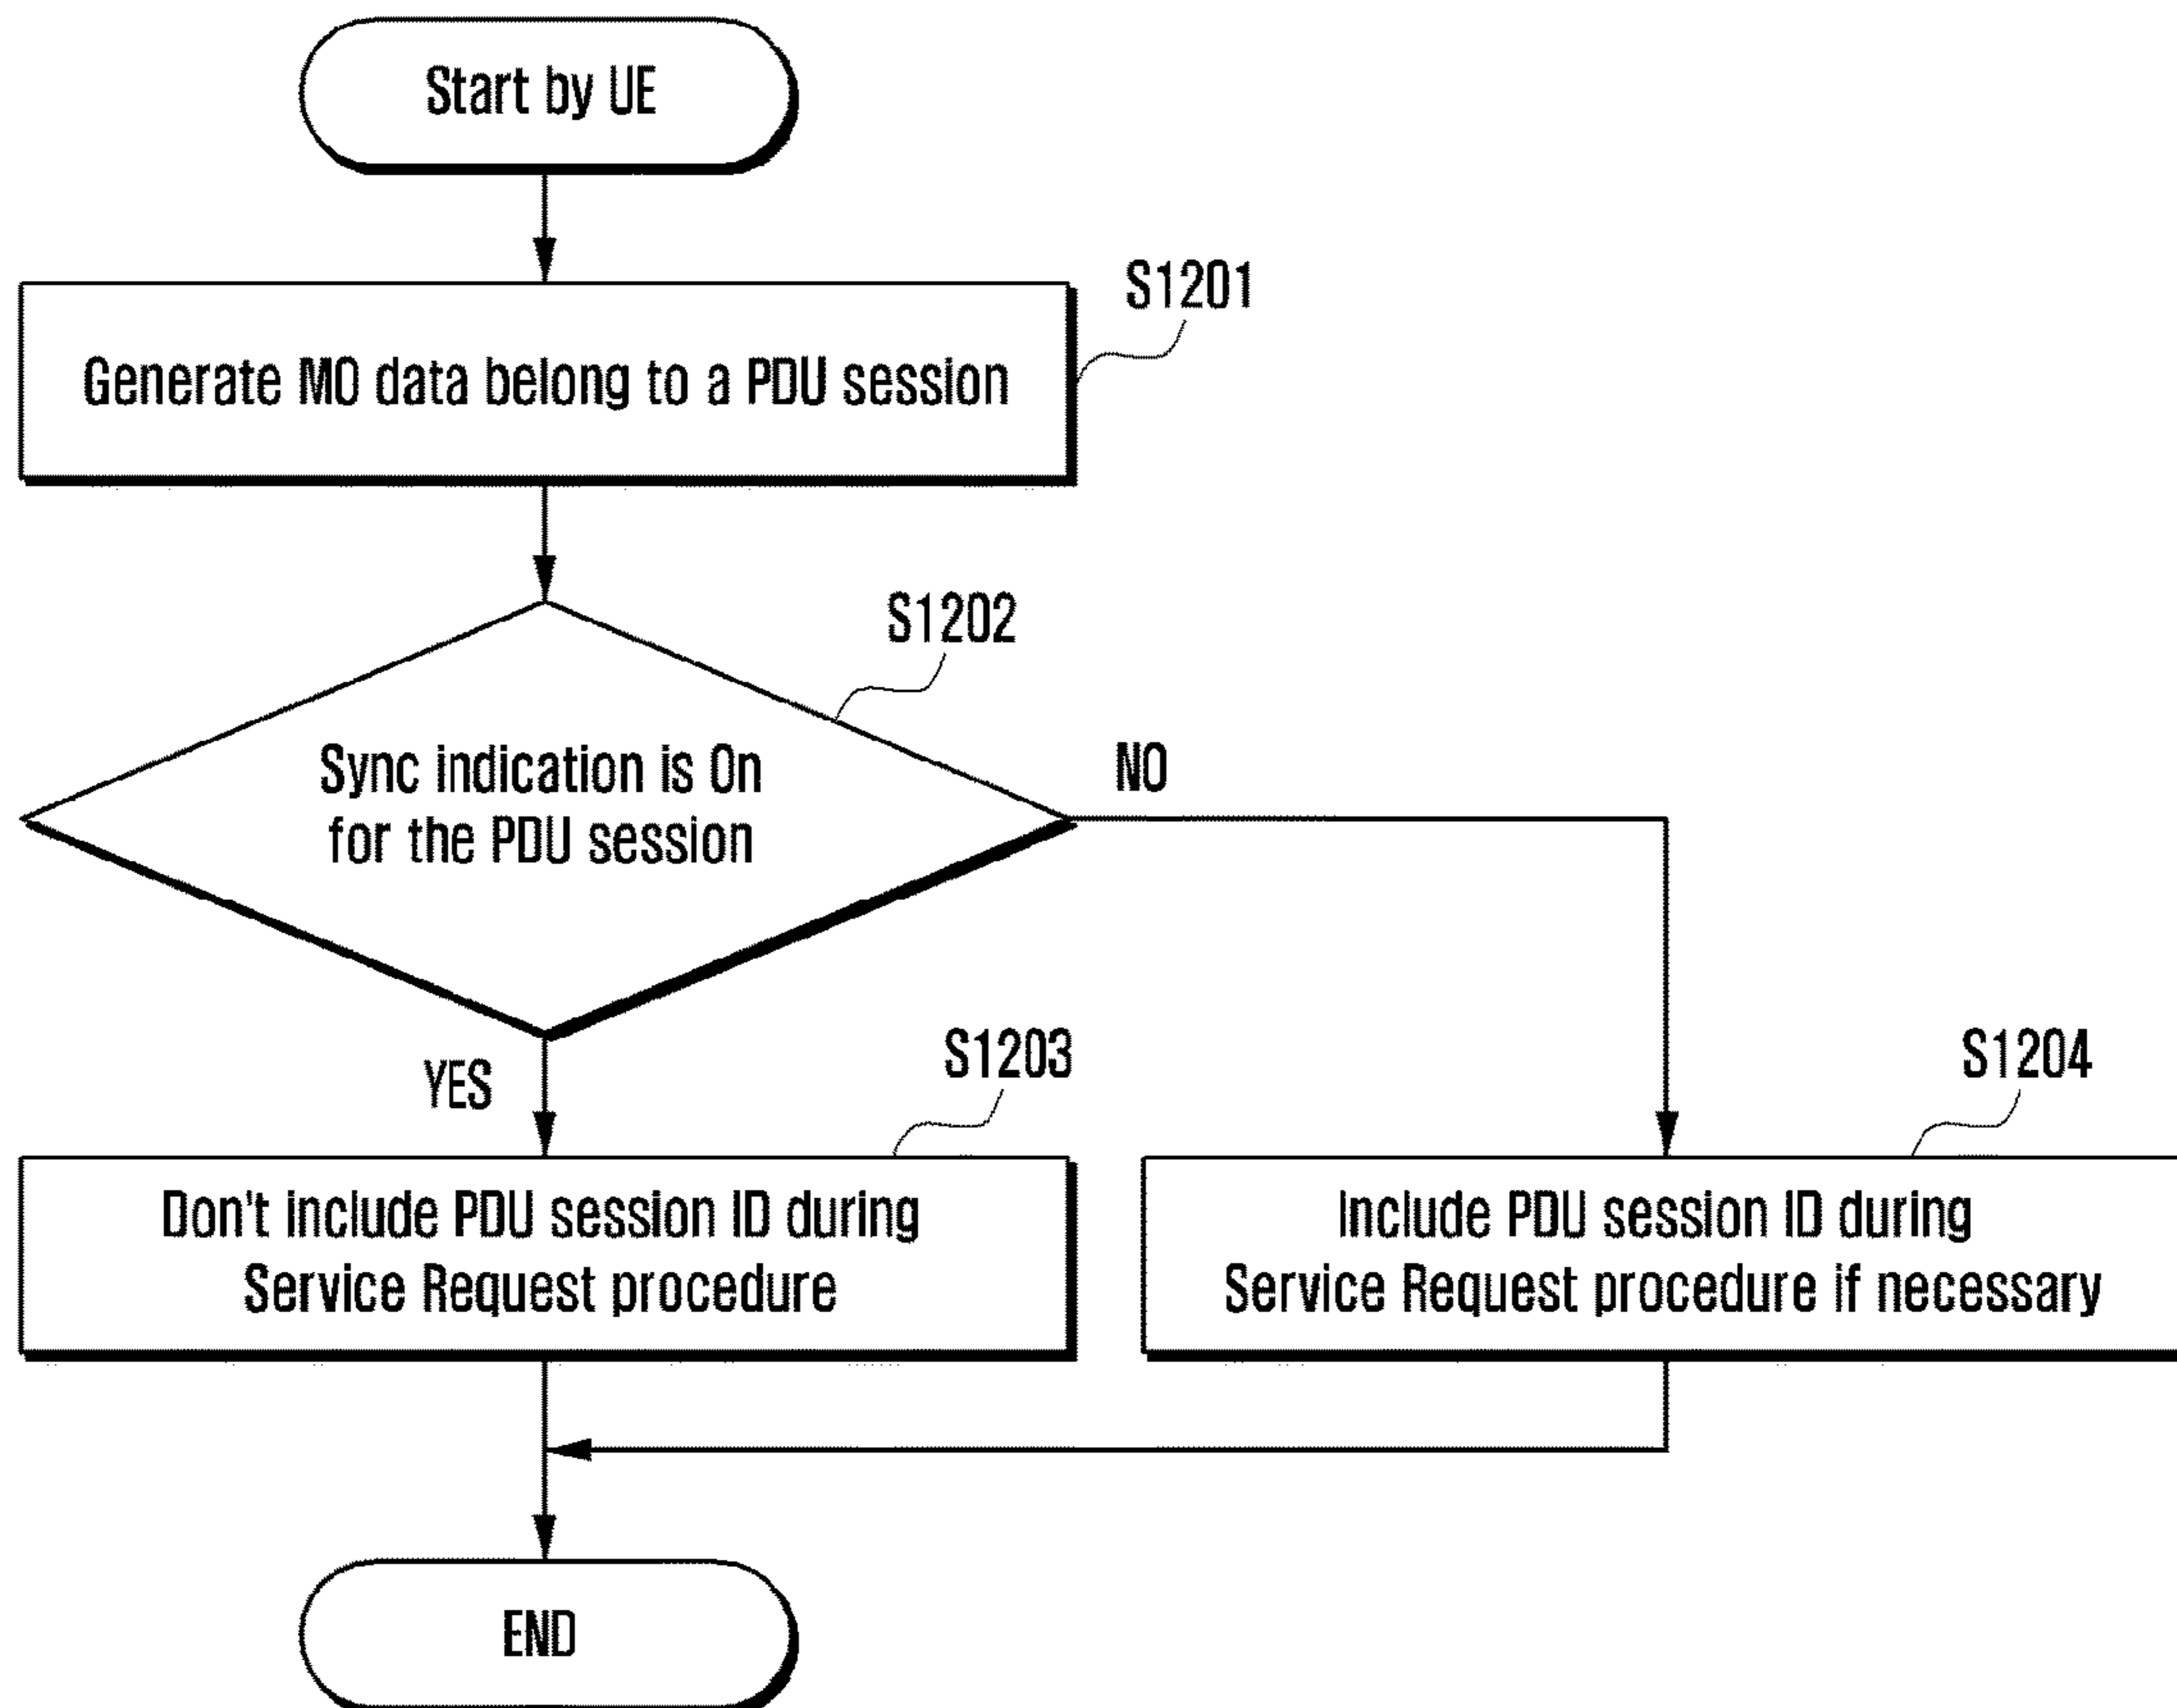 Start by UE
S1201
Generate MO data belong to a PDU session
S1202
Sync indication is On
for the PDU session
NO
YES
S1203
Don't include PDU session ID during
Service Request procedure
S1204
Include PDU session ID during
Service Request procedure if necessary
END